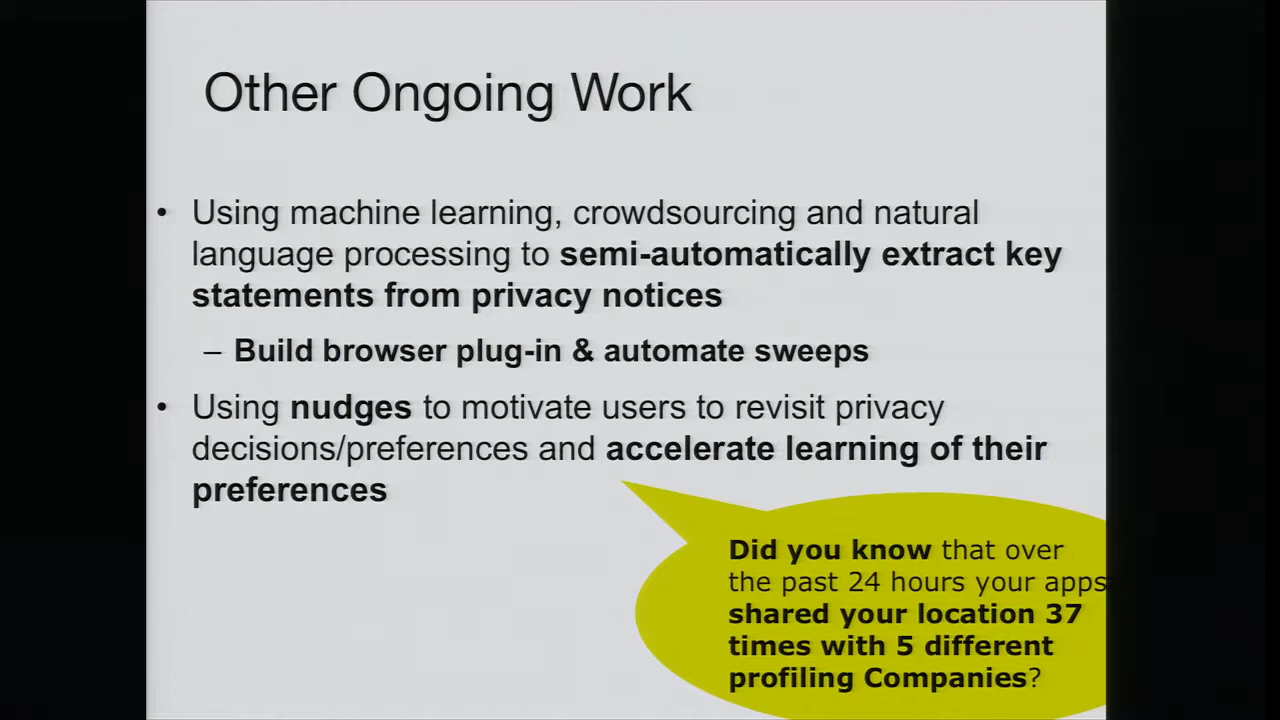 Other Ongoing Work
• Using machine learning, crowdsourcing and natural
language processing to semi-automatically extract key
statements from privacy notices
– Build browser plug-in & automate sweeps
• Using nudges to motivate users to revisit privacy
decisions/preferences and accelerate learning of their
preferences
Did you know that over
the past 24 hours your apps
shared your location 37
times with 5 different
profiling Companies?